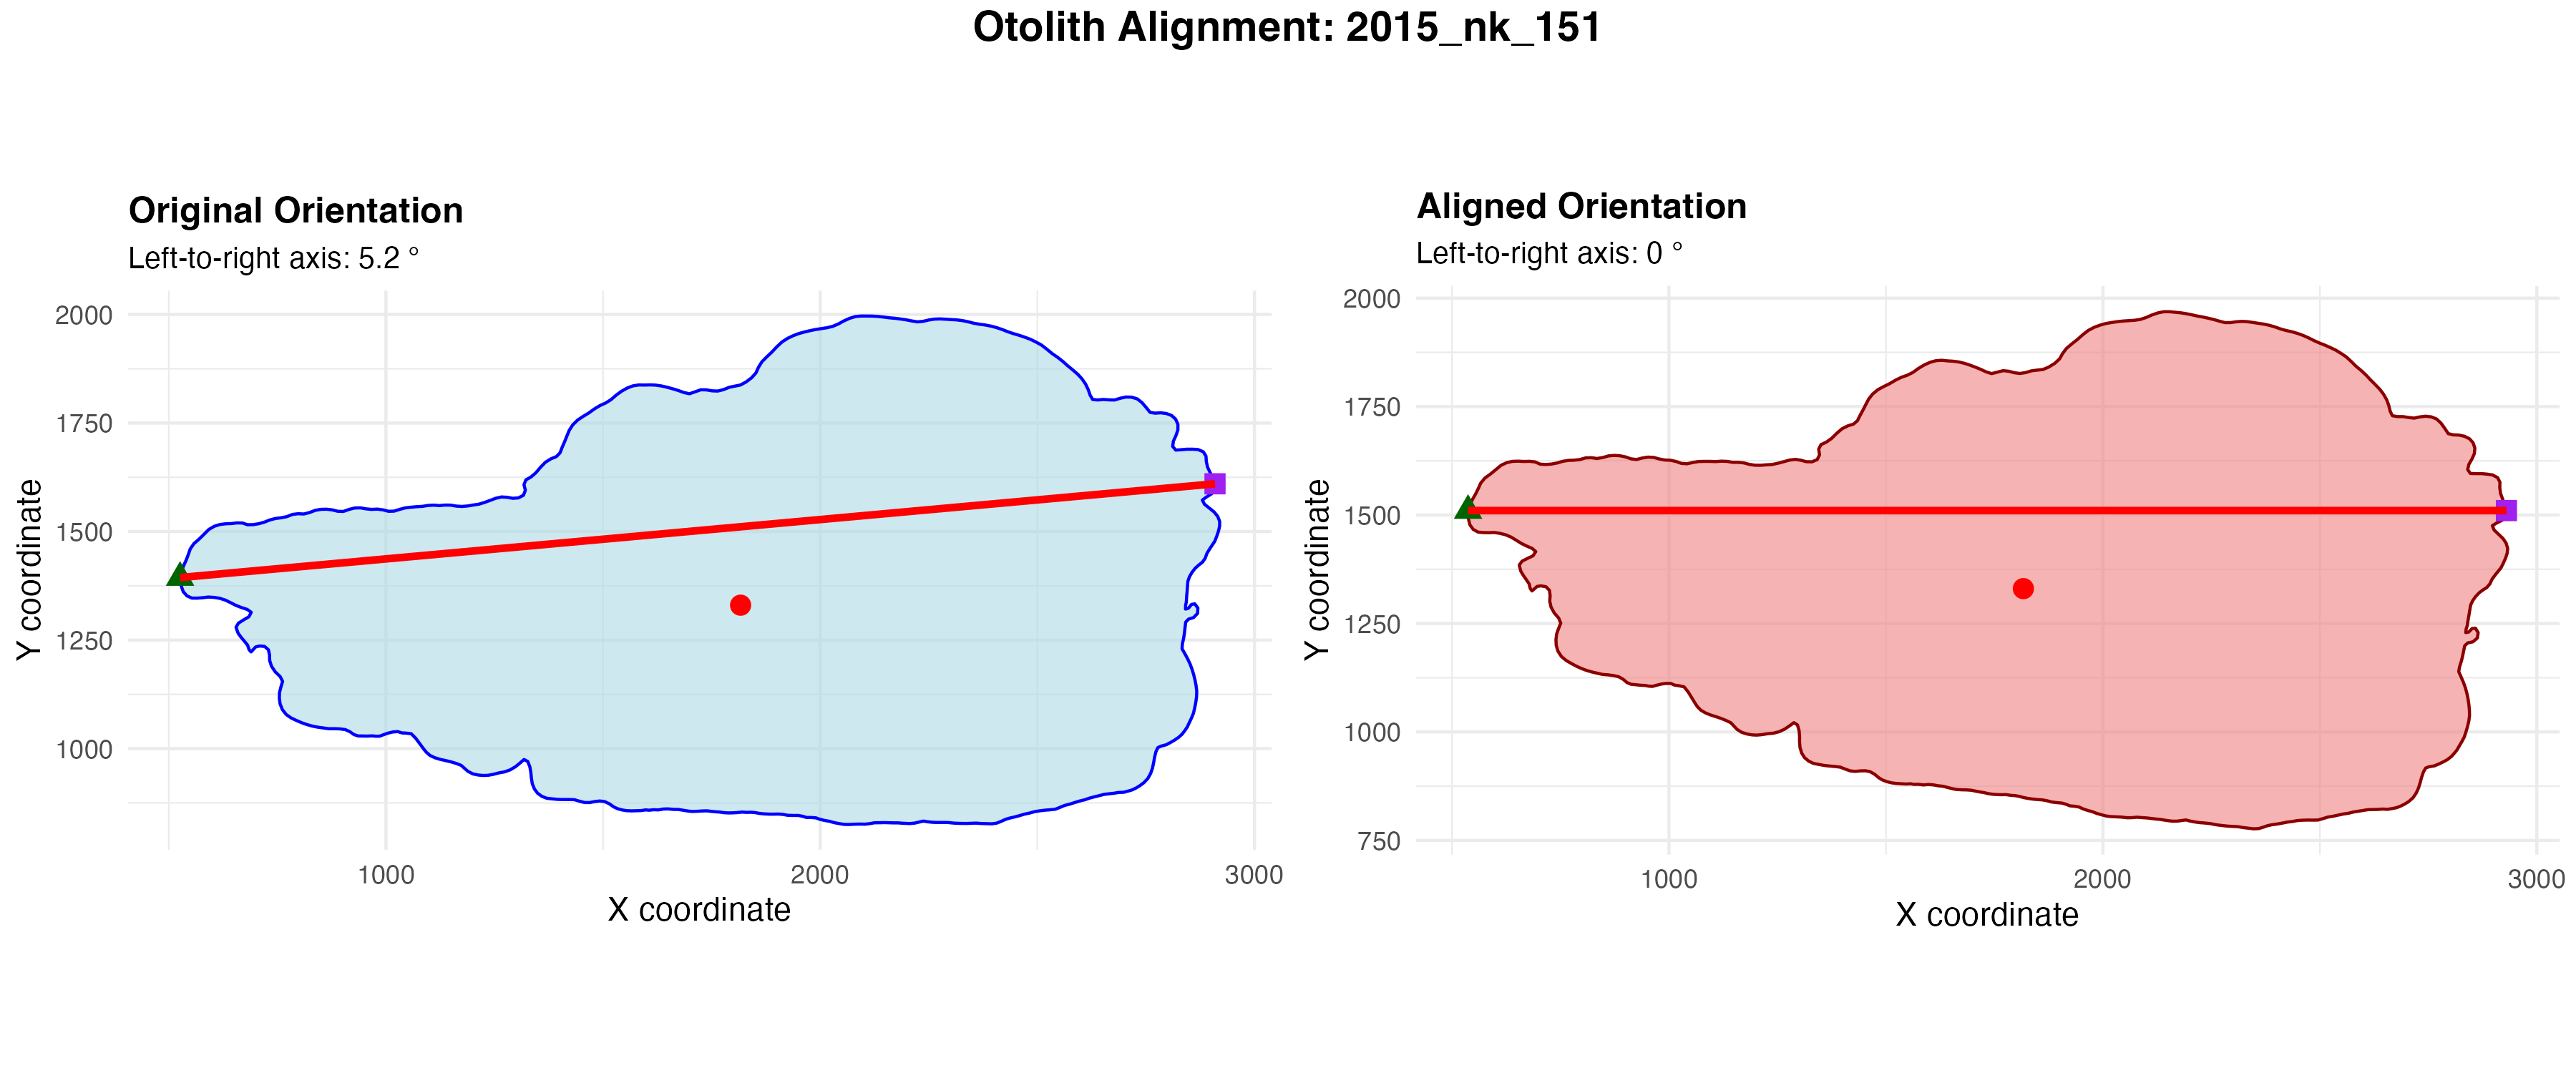 Otolith Alignment: 2015_nk_151
Original Orientation
Left-to-right axis: 5.2 °
2000
1750
1500
1250
1000
Y coordinate
1000
2000
3000
X coordinate
Aligned Orientation
Left-to-right axis: 0 °
2000
1750
1500
1250
1000
750
Y coordinate
1000
2000
3000
X coordinate